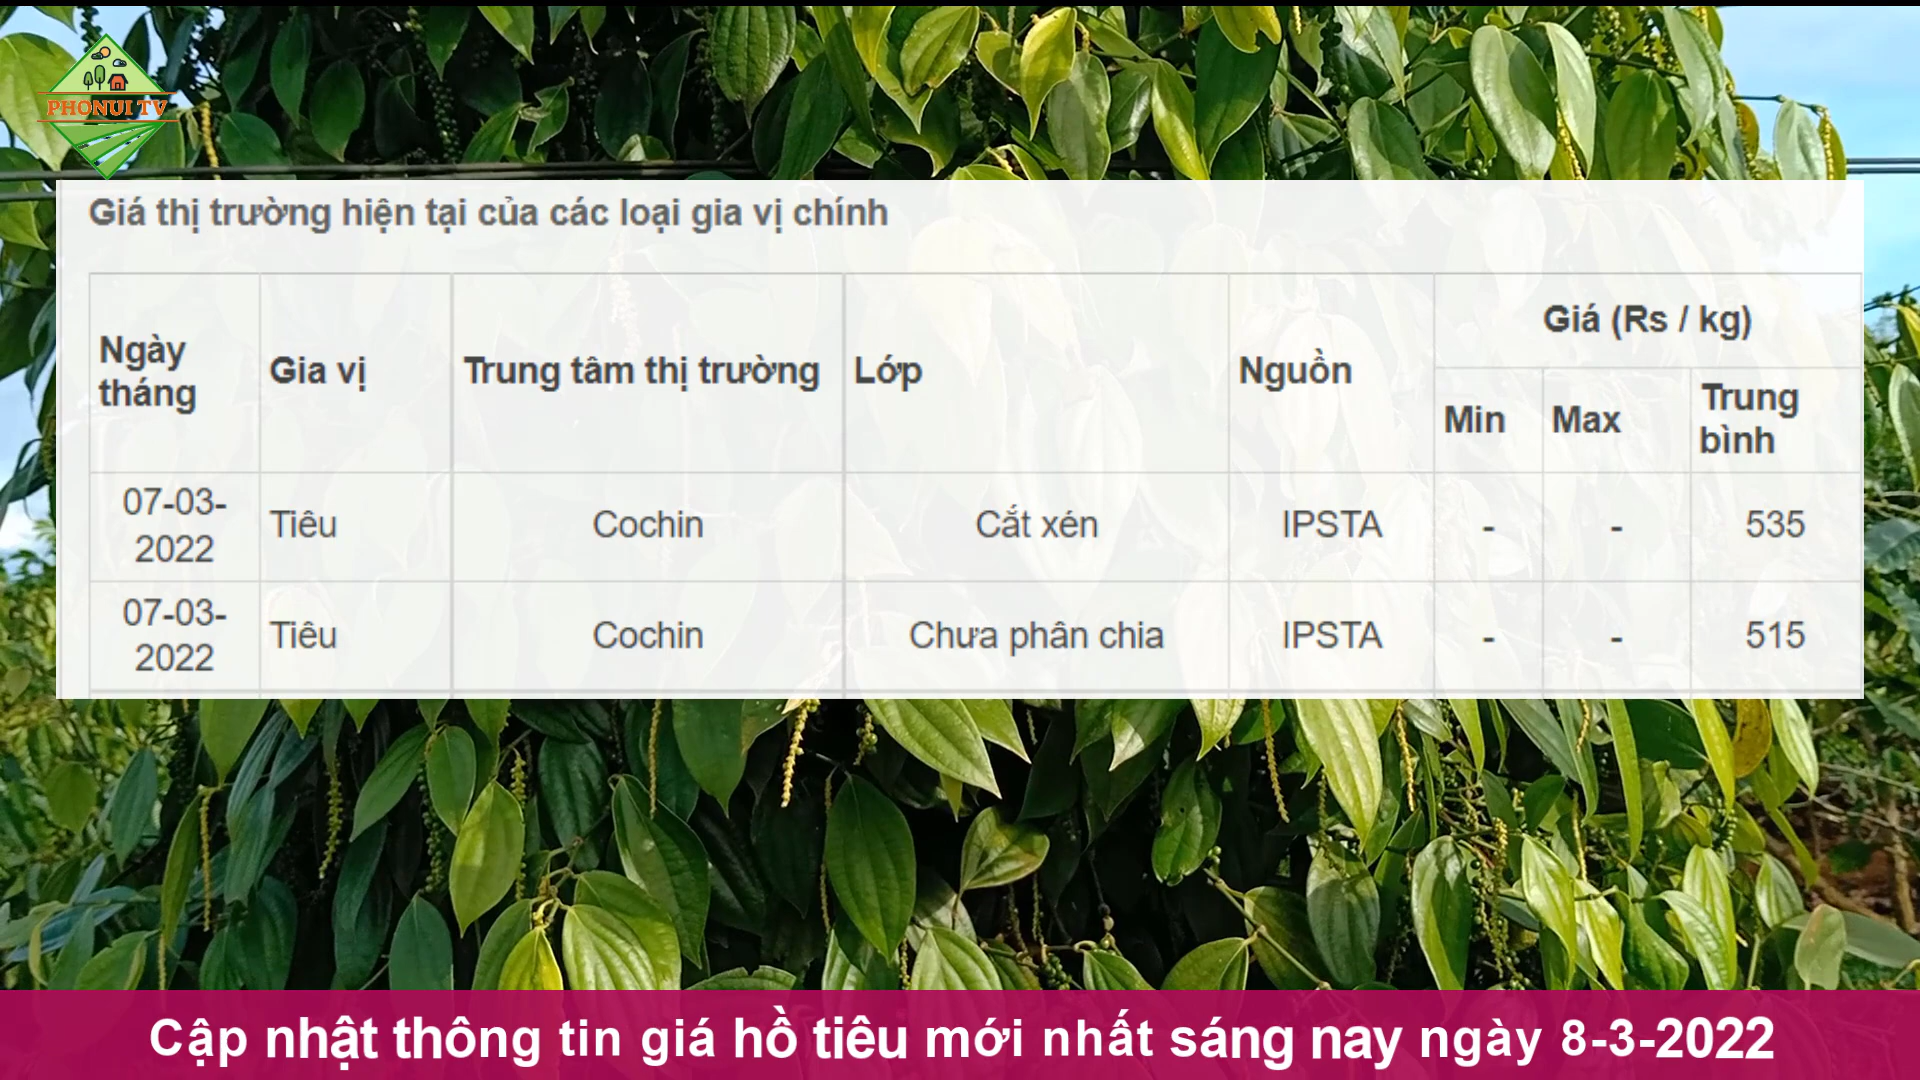 PHONUI TV
Giá thị trường hiện tại của các loại gia vị chính
Ngày tháng Gia vị Trung tâm thị trường Lớp Nguồn Giá (Rs / kg)
Min Max Trung bình
07-03-2022 Tiêu Cochin Cắt xén IPSTA - - 535
07-03-2022 Tiêu Cochin Chưa phân chia IPSTA - - 515
Cập nhật thông tin giá hồ tiêu mới nhất sáng nay ngày 8-3-2022